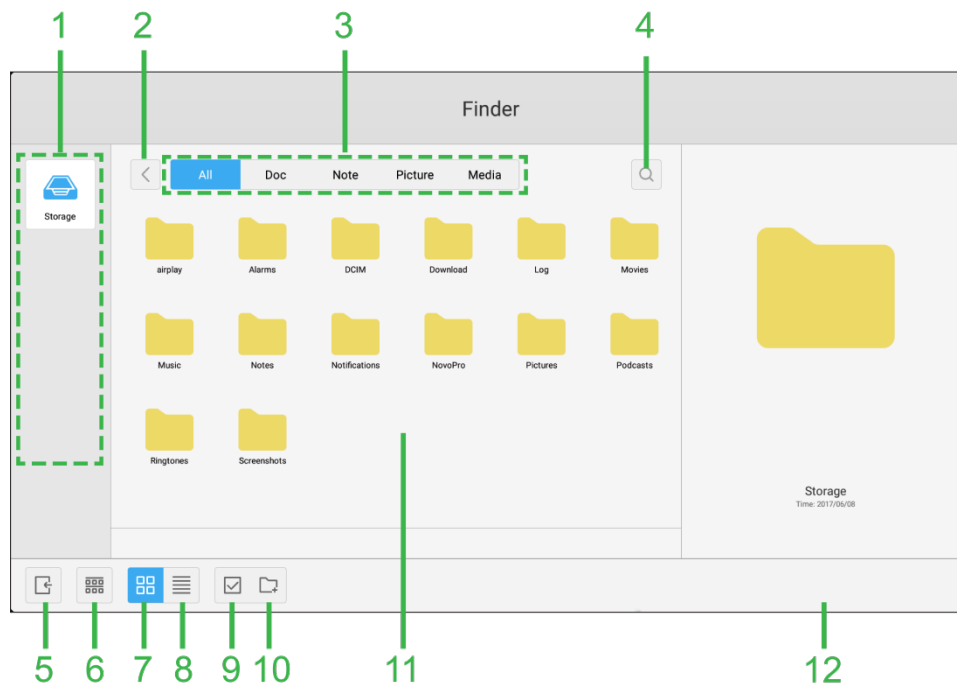 1 2 3 4
Finder
All Doc Note Picture Media
Storage
airplay Alarms DCIM Download Log Movies
Music Notes Notifications NovoPro Pictures Podcasts
Ringtones Screenshots
Storage
Time: 2017/06/08
5 6 7 8 9 10 11 12